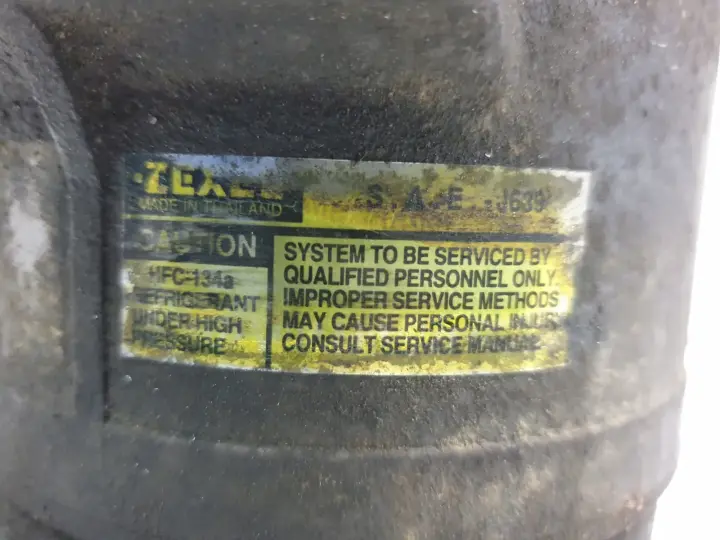 ZEXEL
MADE IN THAILAND
SAE J639
CAUTION
HFC-134a
REFRIGERANT
UNDER HIGH
PRESSURE
SYSTEM TO BE SERVICED BY
QUALIFIED PERSONNEL ONLY
IMPROPER SERVICE METHODS
MAY CAUSE PERSONAL INJURY
CONSULT SERVICE MANUAL